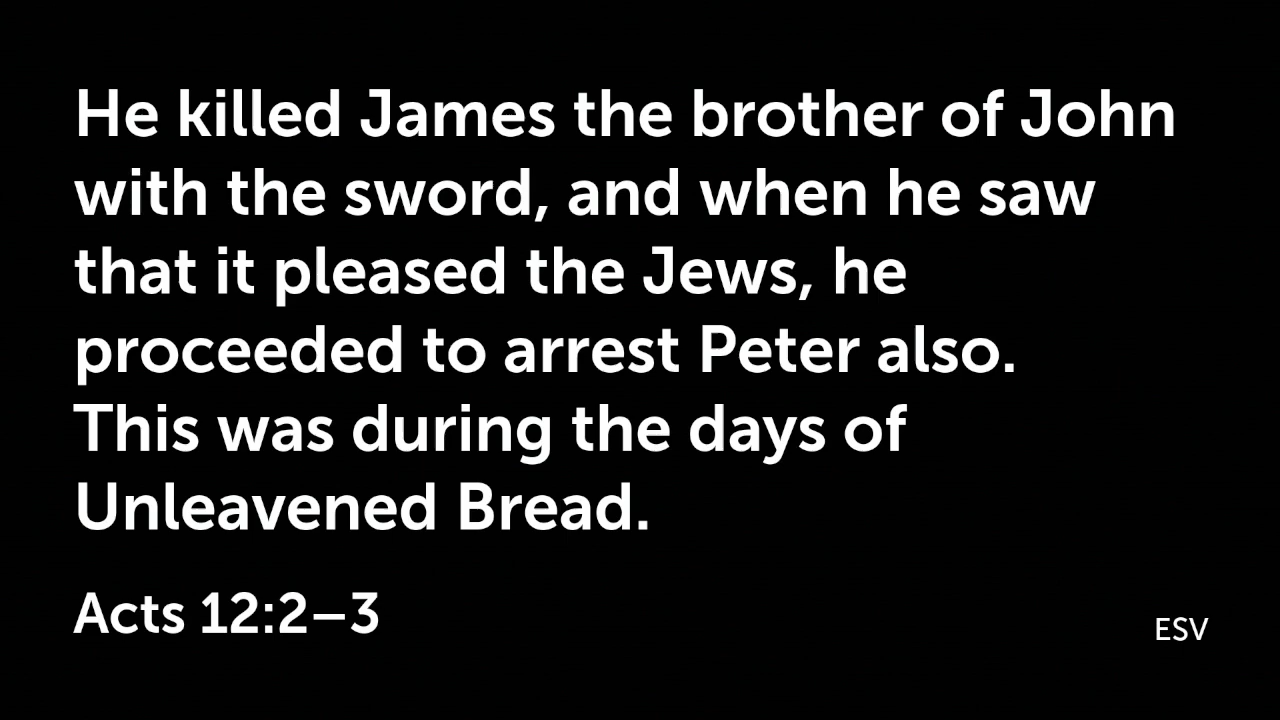 He killed James the brother of John
with the sword, and when he saw
that it pleased the Jews, he
proceeded to arrest Peter also.
This was during the days of
Unleavened Bread.
Acts 12:2–3
ESV